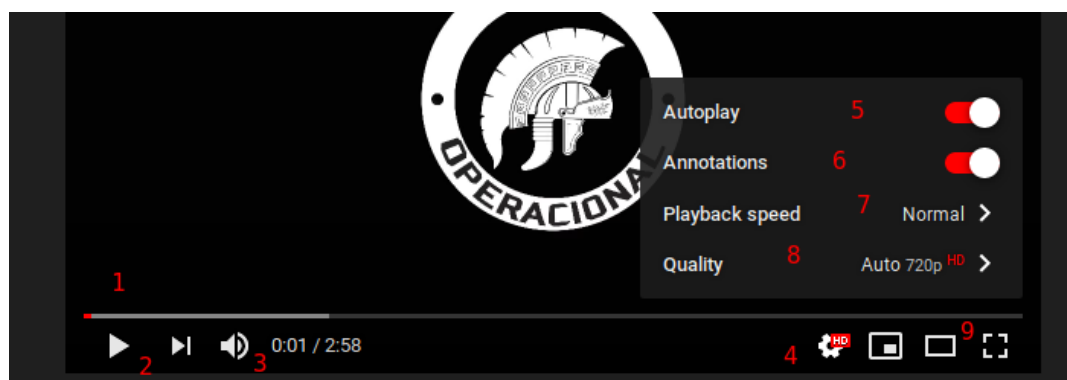 OPERACIONAL
Autoplay 5
Annotations 6
Playback speed 7 Normal
Quality 8 Auto 720p HD
1
2 3 0:01 / 2:58 4 HD 9